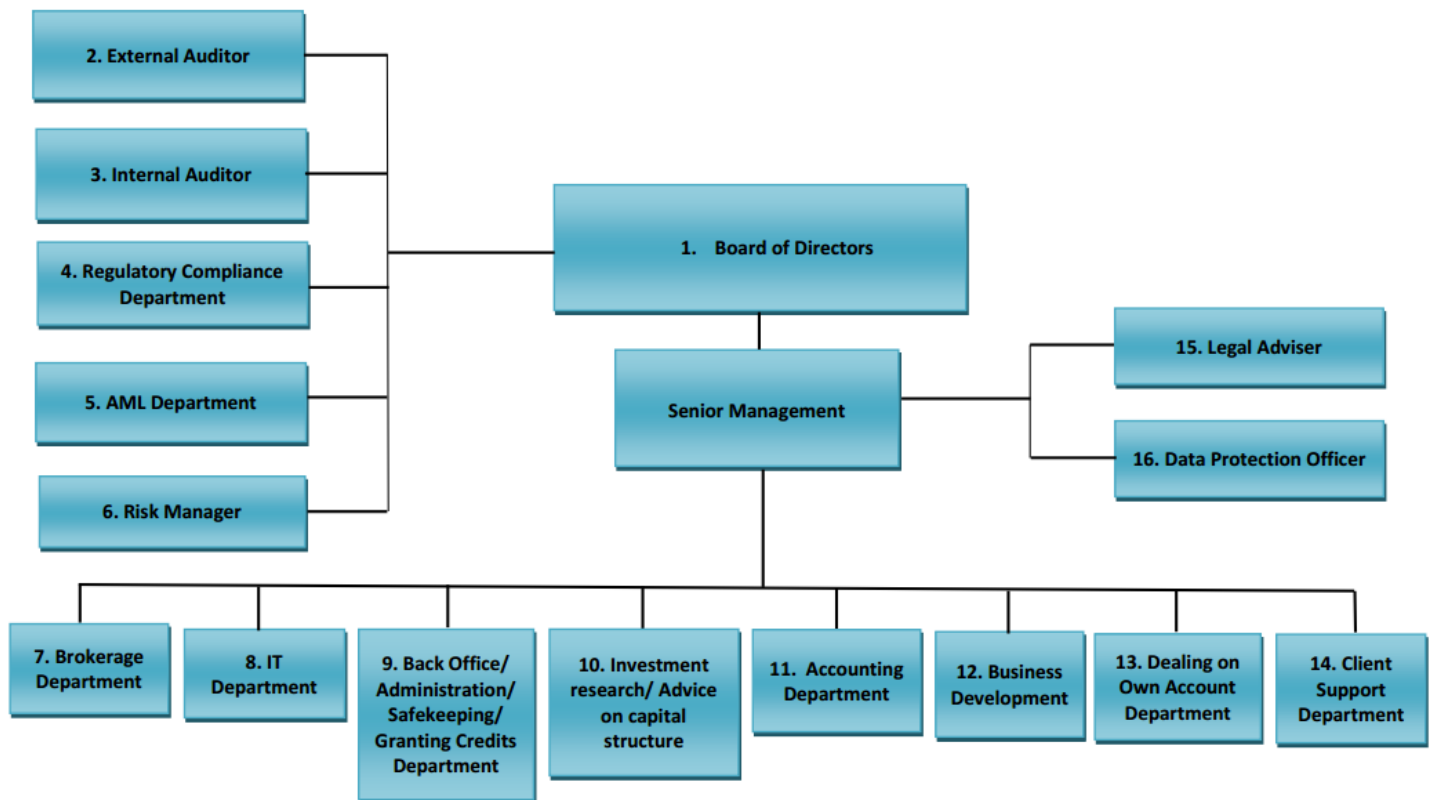 2. External Auditor
3. Internal Auditor
4. Regulatory Compliance
Department
5. AML Department
6. Risk Manager
1. Board of Directors
Senior Management
15. Legal Adviser
16. Data Protection Officer
7. Brokerage
Department
8. IT
Department
9. Back Office/
Administration/
Safekeeping/
Granting Credits
Department
10. Investment
research/ Advice
on capital
structure
11. Accounting
Department
12. Business
Development
13. Dealing on
Own Account
Department
14. Client
Support
Department